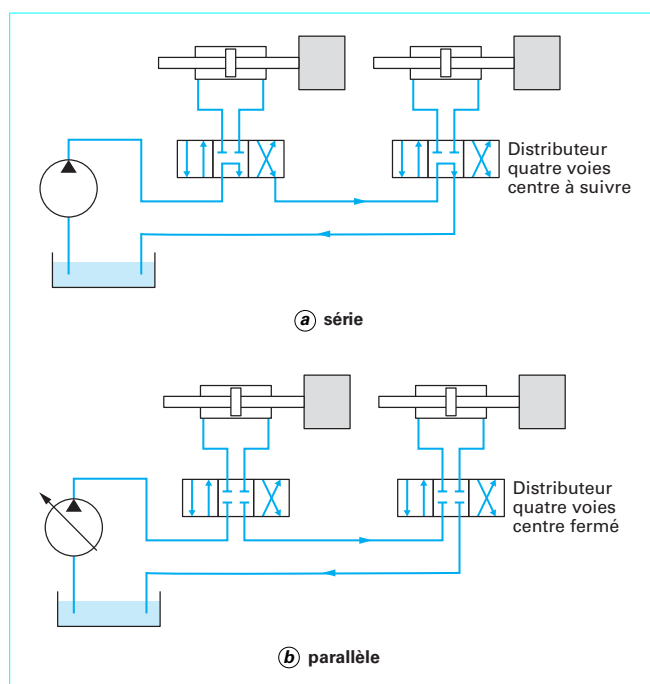 Distributeur
quatre voies
centre à suivre
a série
Distributeur
quatre voies
centre fermé
b parallèle